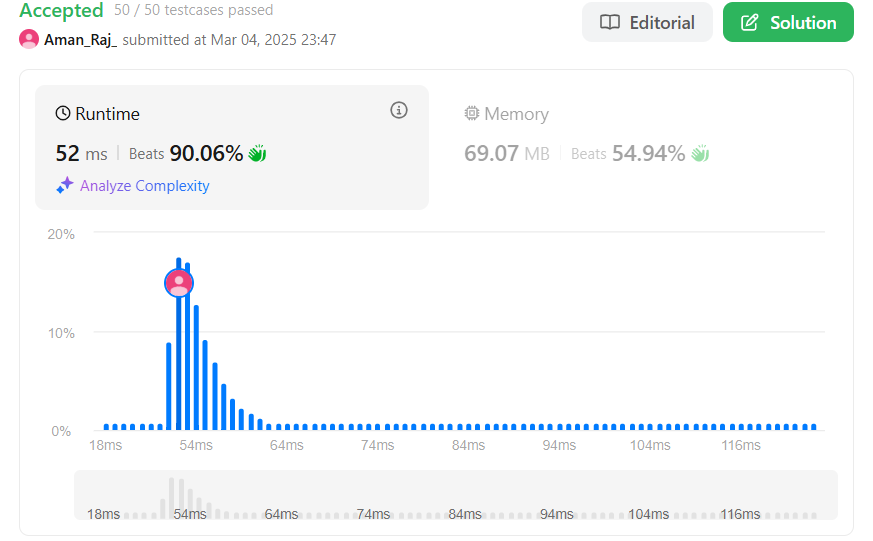 Accepted 50 / 50 testcases passed
Editorial
Solution
Aman_Raj_ submitted at Mar 04, 2025 23:47
Runtime
Memory
52 ms | Beats 90.06%
69.07 MB | Beats 54.94%
Analyze Complexity
20%
10%
0%
18ms 54ms 64ms 74ms 84ms 94ms 104ms 116ms
18ms 54ms 64ms 74ms 84ms 94ms 104ms 116ms